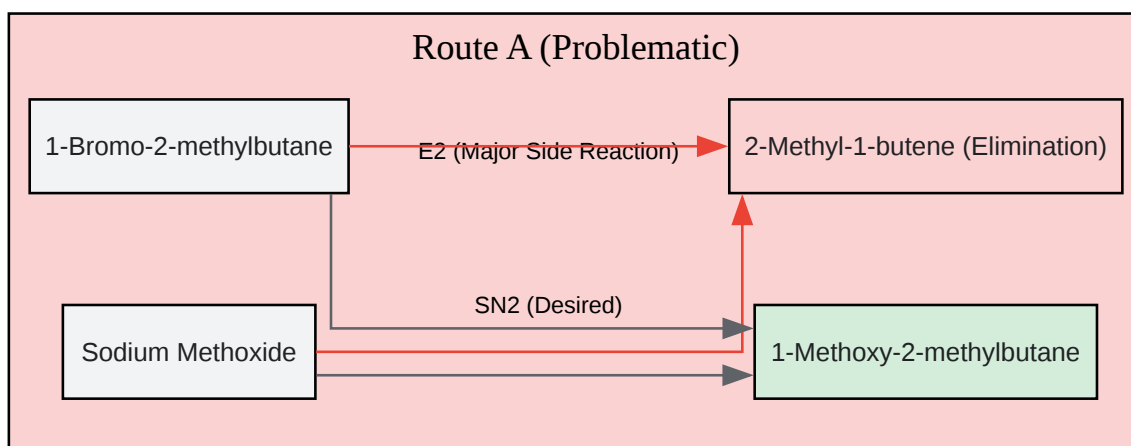 Route A (Problematic)
1-Bromo-2-methylbutane
E2 (Major Side Reaction)
2-Methyl-1-butene (Elimination)
SN2 (Desired)
Sodium Methoxide
1-Methoxy-2-methylbutane